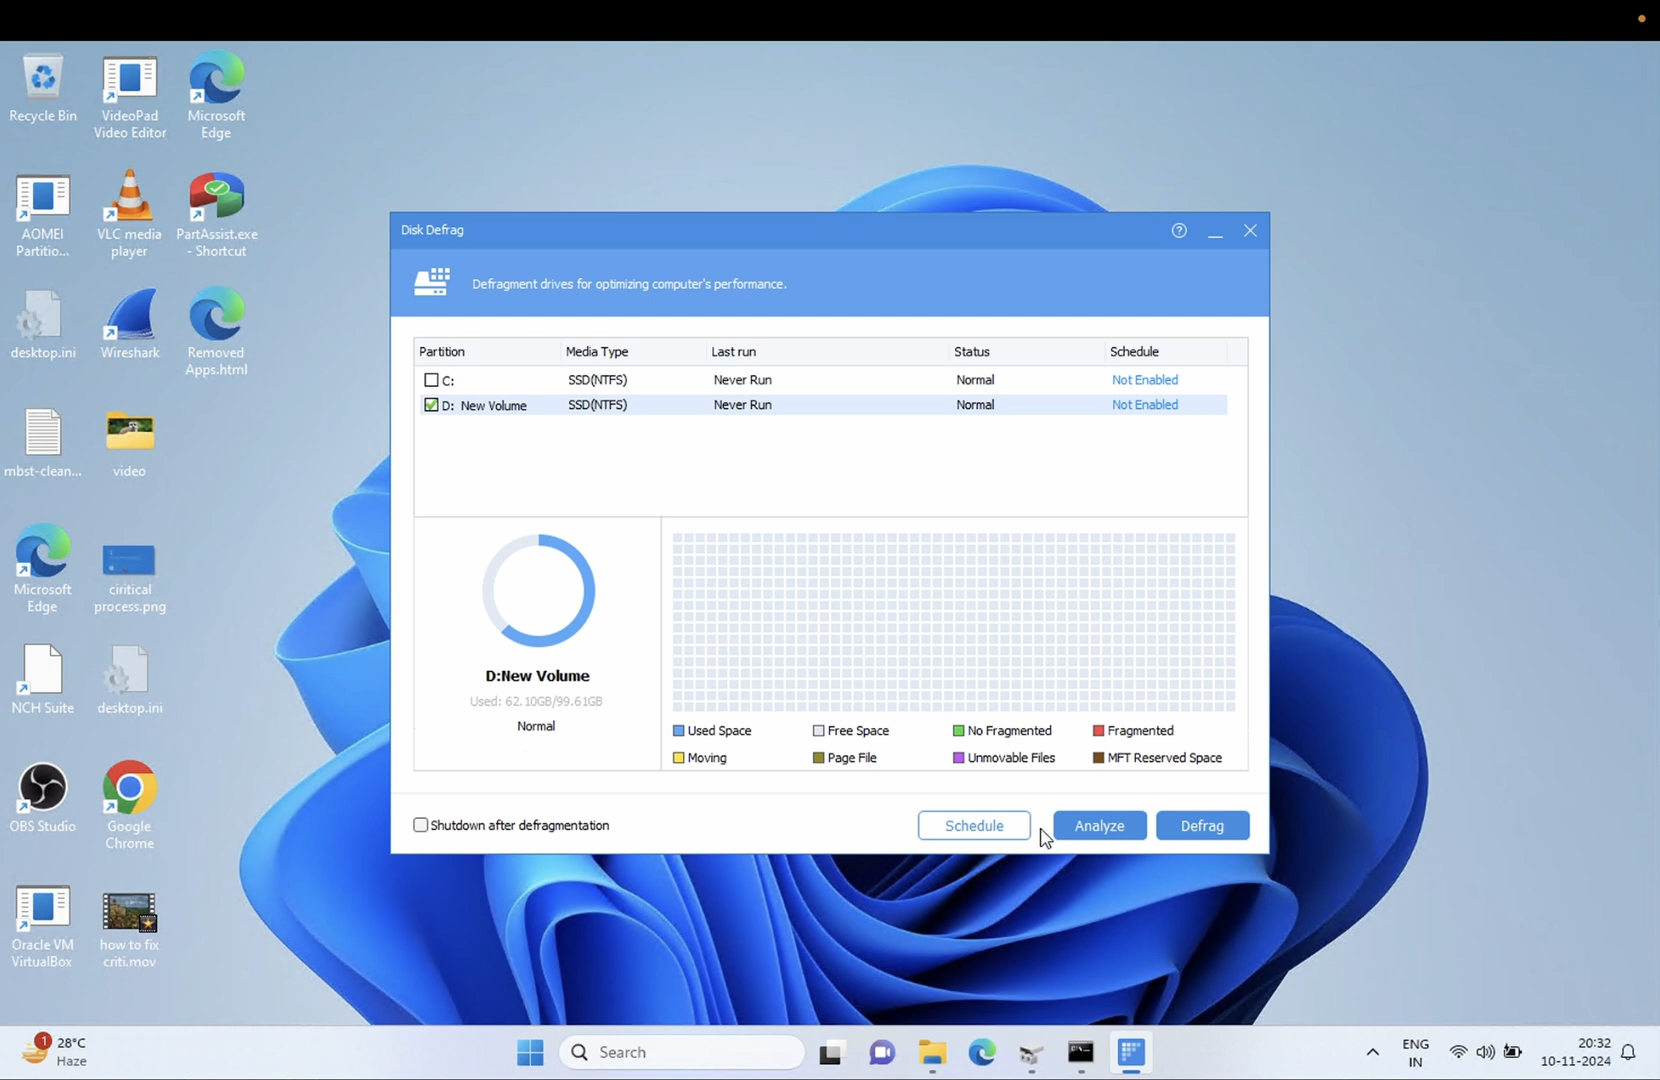 Recycle Bin
VideoPad
Video Editor
Microsoft
Edge
AOMEI
Partitio...
VLC media
player
PartAssist.exe
- Shortcut
desktop.ini
Wireshark
Removed
Apps.html
mbst-clean...
video
Microsoft
Edge
ciritical
process.png
NCH Suite
desktop.ini
OBS Studio
Google
Chrome
Oracle VM
VirtualBox
how to fix
criti.mov
Disk Defrag
Defragment drives for optimizing computer's performance.
Partition Media Type Last run Status Schedule
C: SSD(NTFS) Never Run Normal Not Enabled
D: New Volume SSD(NTFS) Never Run Normal Not Enabled
D:New Volume
Used: 62.10GB/99.61GB
Normal
Used Space Free Space No Fragmented Fragmented
Moving Page File Unmovable Files MFT Reserved Space
Shutdown after defragmentation
Schedule Analyze Defrag
1
28°C
Haze
Search
ENG
IN
20:32
10-11-2024